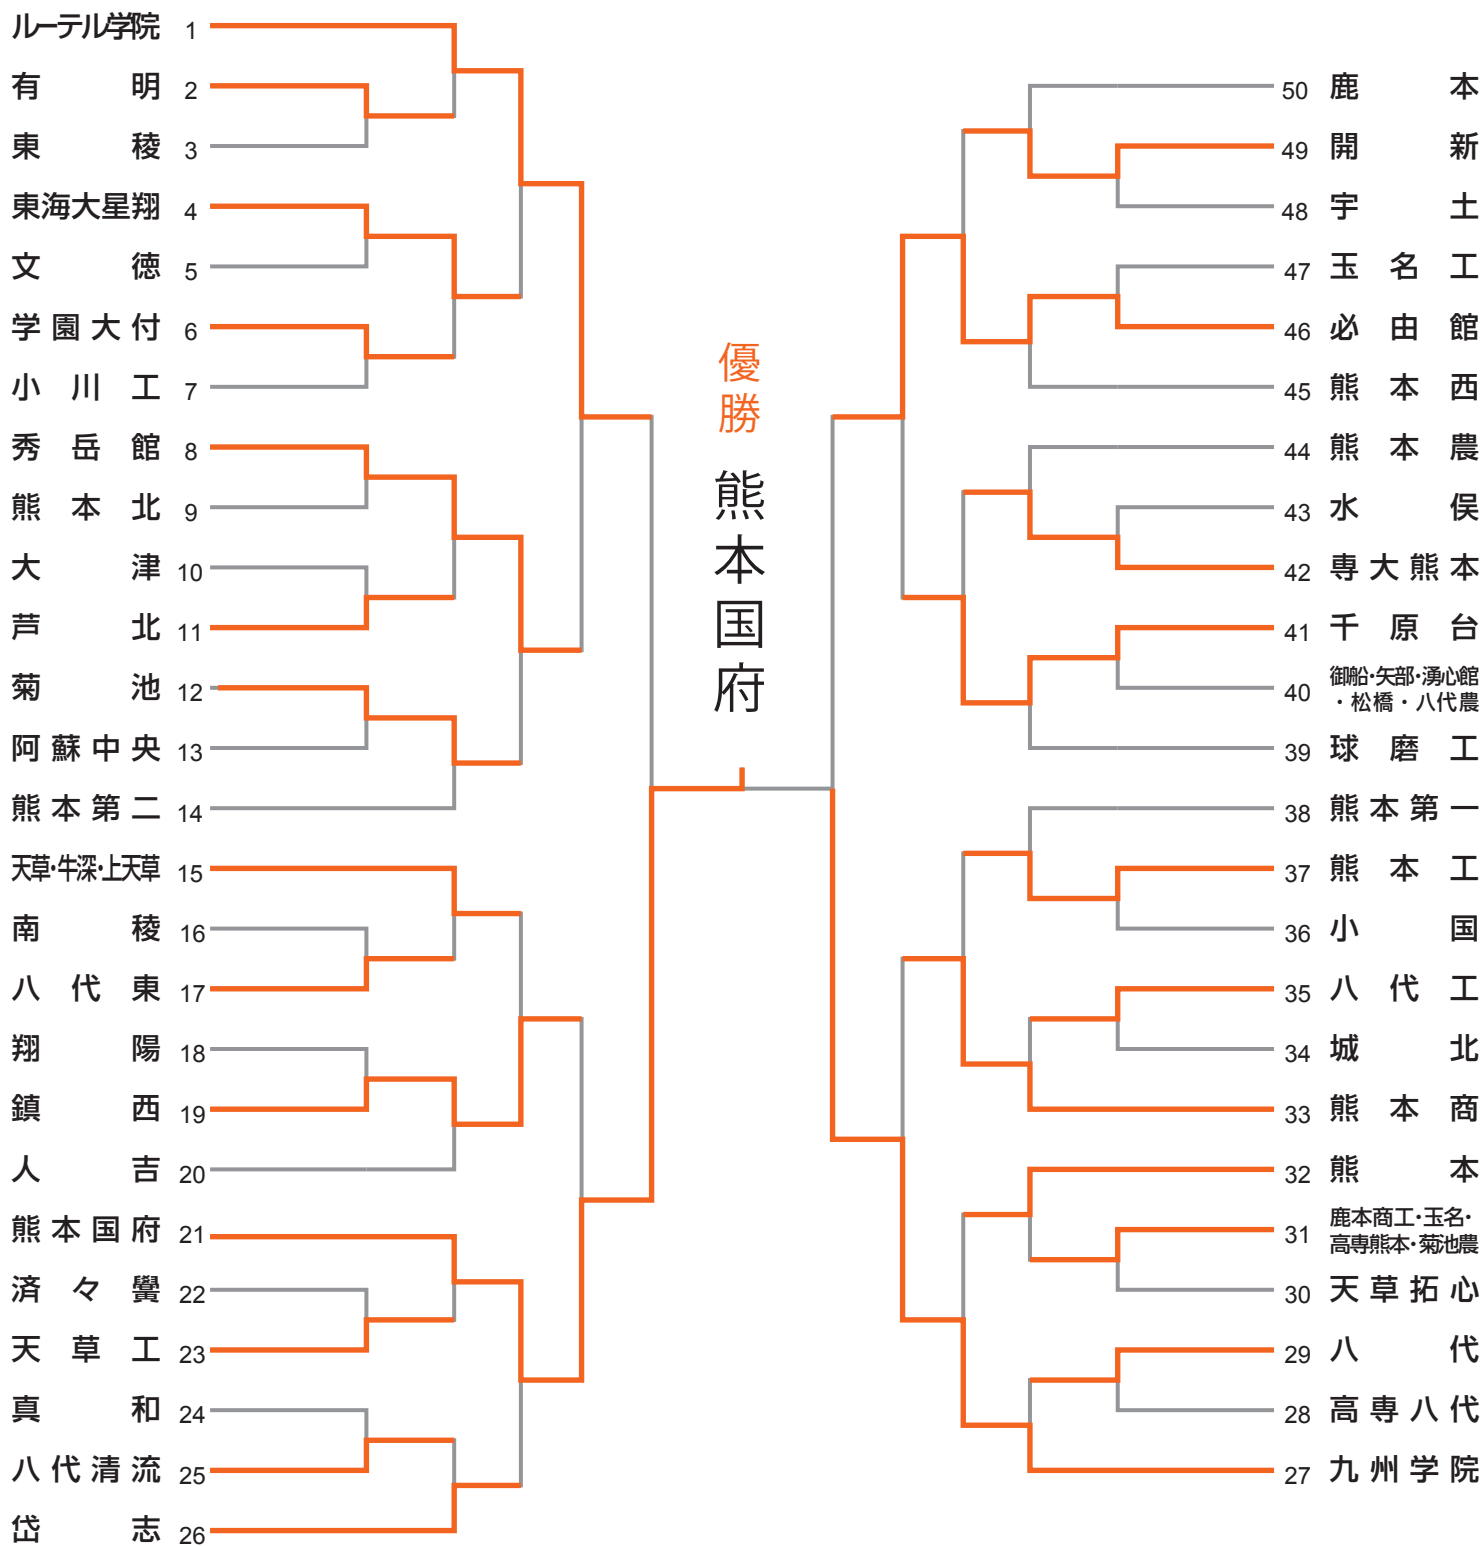 ルーテル学院 1
有明 2
東稜 3
東海大星翔 4
文徳 5
学園大付 6
小川工 7
秀岳館 8
熊本北 9
大津 10
芦北 11
菊池 12
阿蘇中央 13
熊本第二 14
天草・牛深・上天草 15
南稜 16
八代東 17
翔陽 18
鎮西 19
人吉 20
熊本国府 21
済々黌 22
天草工 23
真和 24
八代清流 25
岱志 26
優勝
熊本国府
50 鹿本
49 開新
48 宇土
47 玉名工
46 必由館
45 熊本西
44 熊本農
43 水俣
42 専大熊本
41 千原台
40 御船・矢部・湧心館
・松橋・八代農
39 球磨工
38 熊本第一
37 熊本工
36 小国
35 八代工
34 城北
33 熊本商
32 熊本
31 鹿本商工・玉名・
高専熊本・菊池農
30 天草拓心
29 八代
28 高専八代
27 九州学院